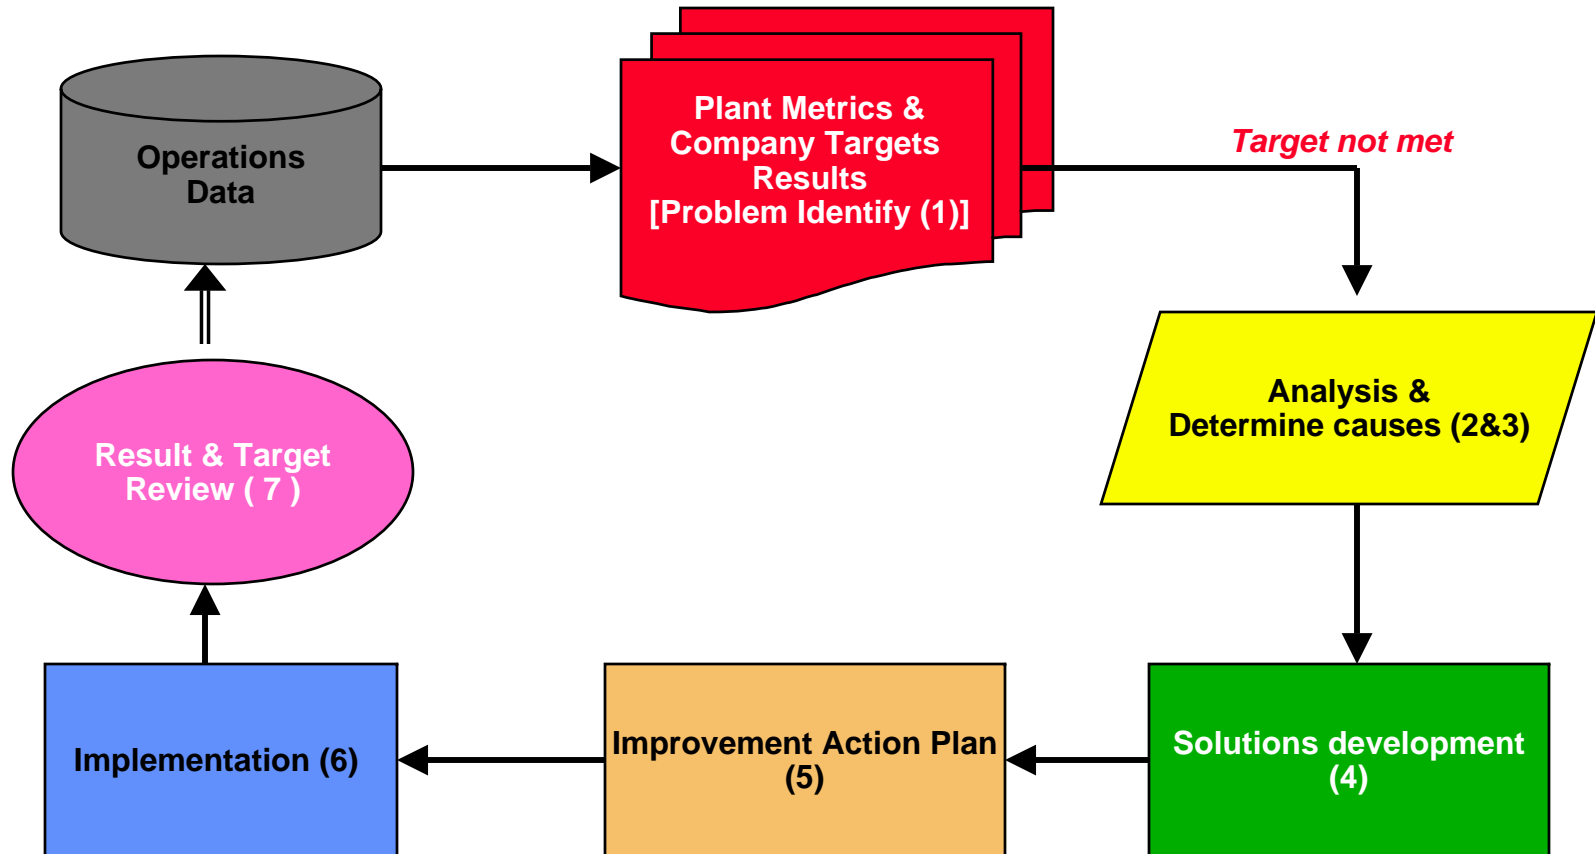 Operations
Data
Plant Metrics &
Company Targets
Results
[Problem Identify (1)]
Target not met
Analysis &
Determine causes (2&3)
Result & Target
Review ( 7 )
Implementation (6)
Improvement Action Plan
(5)
Solutions development
(4)